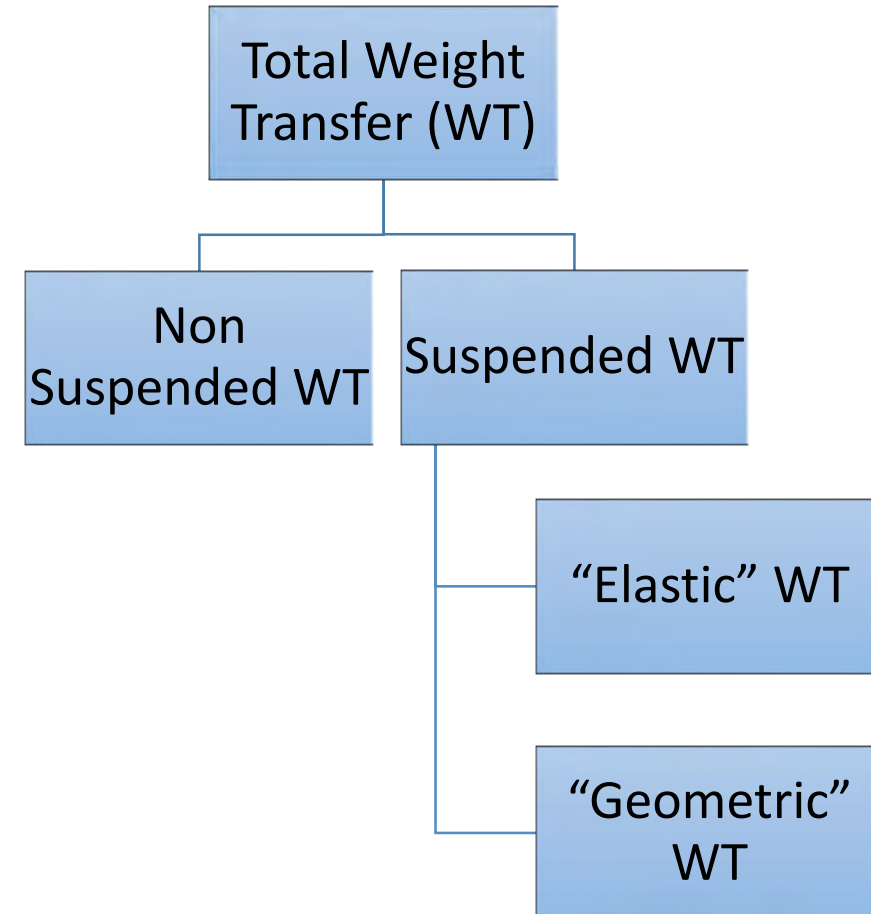 Total Weight
Transfer (WT)
Non
Suspended WT
Suspended WT
“Elastic” WT
“Geometric”
WT